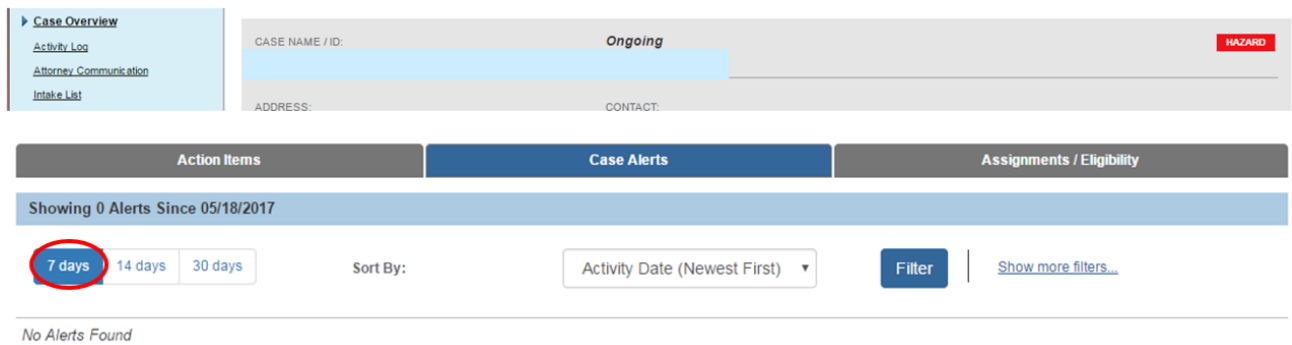 Case Overview
Activity Log
Attorney Communication
Intake List
CASE NAME / ID:
Ongoing
HAZARD
ADDRESS:
CONTACT:
Action Items
Case Alerts
Assignments / Eligibility
Showing 0 Alerts Since 05/18/2017
7 days
14 days
30 days
Sort By:
Activity Date (Newest First)
Filter
Show more filters...
No Alerts Found